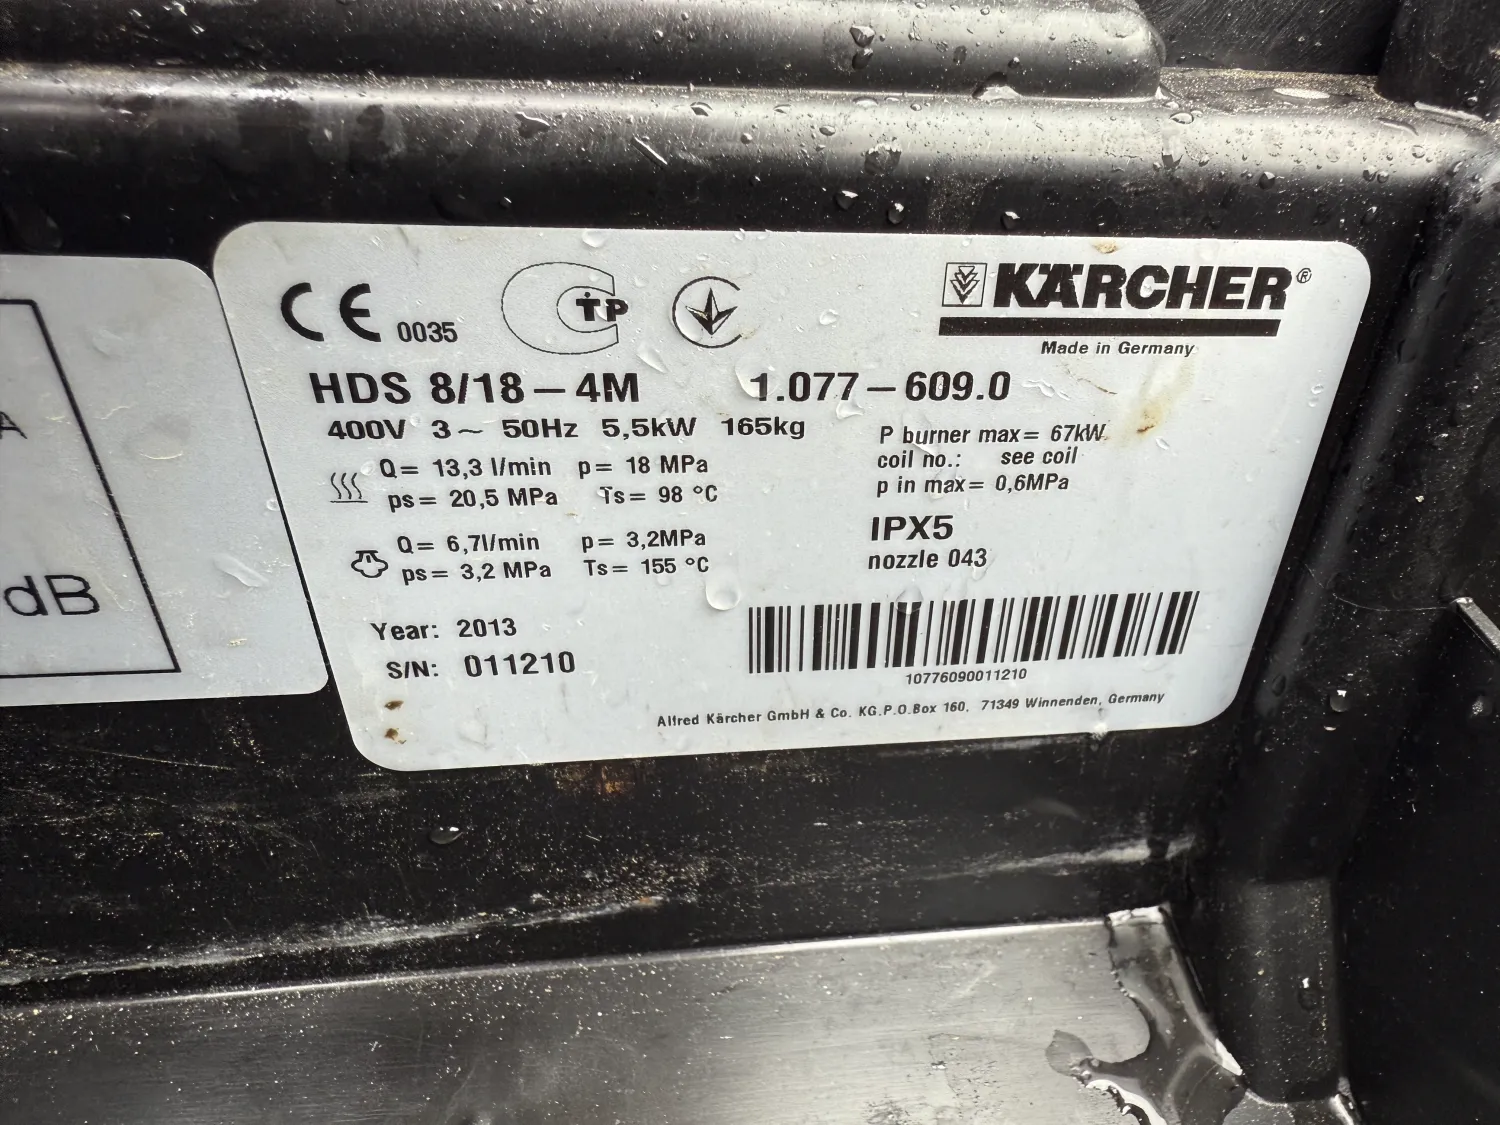 CE 0035
KÄRCHER®
Made in Germany
HDS 8/18 – 4M 1.077 – 609.0
400V 3~ 50Hz 5,5kW 165kg
Q= 13,3 l/min p= 18 MPa
ps= 20,5 MPa Ts= 98 °C
Q= 6,7l/min p= 3,2MPa
ps= 3,2 MPa Ts= 155 °C
P burner max= 67kW
coil no.: see coil
p in max= 0,6MPa
IPX5
nozzle 043
Year: 2013
S/N: 011210
10776090011210
Alfred Kärcher GmbH & Co. KG.P.O.Box 160, 71349 Winnenden, Germany
A
dB